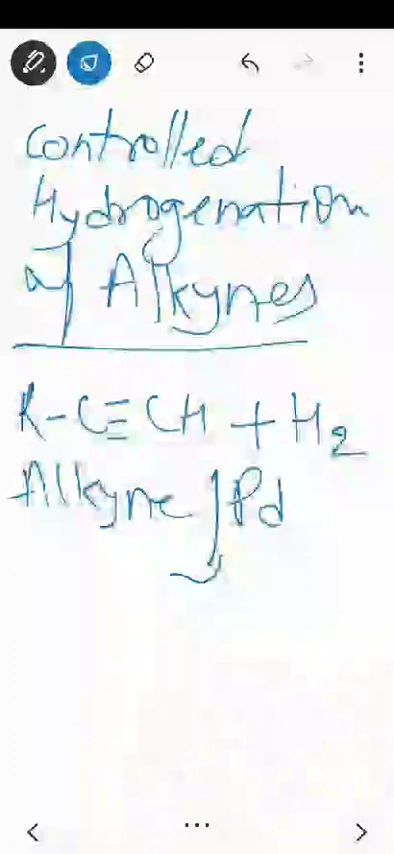 Controlled
Hydrogenation
of Alkynes
R-C≡CH + H2
Alkyne Pd